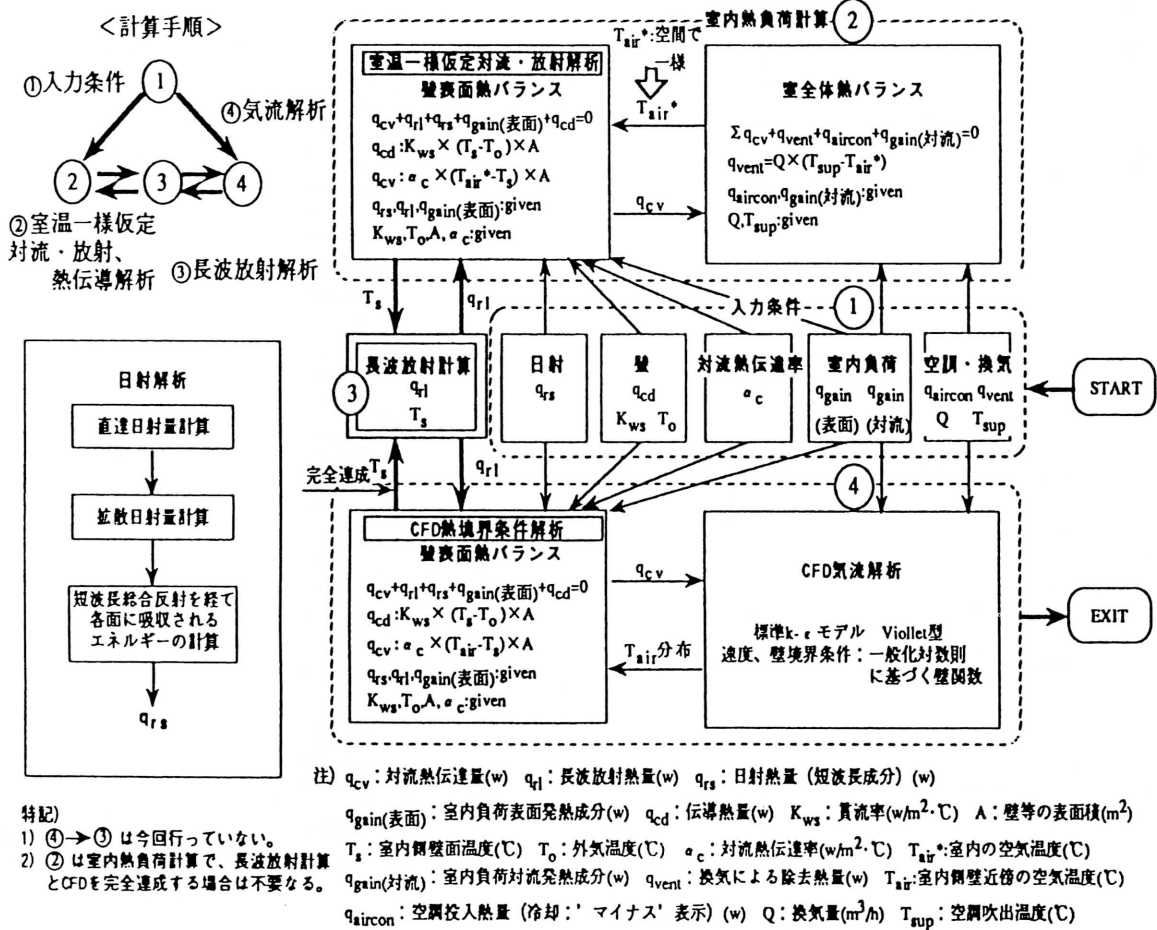 <計算手順>
①入力条件
①
④気流解析
②
③
④
②室温一様仮定
対流・放射、
熱伝導解析
③長波放射解析
室内熱負荷計算
②
室温一様仮定対流・放射解析
壁表面熱バランス
q_cv+q_rl+q_rs+q_gain(表面)+q_cd=0
q_cd:K_ws×(T_s-T_o)×A
q_cv:α_c×(T_air*-T_s)×A
q_rs,q_rl,q_gain(表面):given
K_ws,T_o,A,α_c:given
T_air*:空間で
一様
T_air*
q_cv
室全体熱バランス
Σq_cv+q_vent+q_aircon+q_gain(対流)=0
q_vent=Q×(T_sup-T_air*)
q_aircon,q_gain(対流):given
Q,T_sup:given
T_s
q_rl
入力条件
①
長波放射計算
q_rl
T_s
③
日射
q_rs
壁
q_cd
K_ws T_o
対流熱伝達率
α_c
室内負荷
q_gain q_gain
(表面) (対流)
空調・換気
q_aircon q_vent
Q T_sup
START
完全連成
T_s
q_rl
④
CFD熱境界条件解析
壁表面熱バランス
q_cv+q_rl+q_rs+q_gain(表面)+q_cd=0
q_cd:K_ws×(T_s-T_o)×A
q_cv:α_c×(T_air-T_s)×A
q_rs,q_rl,q_gain(表面):given
K_ws,T_o,A,α_c:given
q_cv
T_air分布
CFD気流解析
標準k-εモデル Viollet型
速度、壁境界条件:一般化対数則
に基づく壁関数
EXIT
日射解析
直達日射量計算
拡散日射量計算
短波長総合反射を経て
各面に吸収される
エネルギーの計算
q_rs
特記)
1) ④→③ は今回行っていない。
2) ② は室内熱負荷計算で、長波放射計算
とCFDを完全連成する場合は不要なる。
注) q_cv:対流熱伝達量(w) q_rl:長波放射熱量(w) q_rs:日射熱量(短波長成分)(w)
q_gain(表面):室内負荷表面発熱成分(w) q_cd:伝導熱量(w) K_ws:貫流率(w/m²·℃) A:壁等の表面積(m²)
T_s:室内側壁面温度(℃) T_o:外気温度(℃) α_c:対流熱伝達率(w/m²·℃) T_air*:室内の空気温度(℃)
q_gain(対流):室内負荷対流発熱成分(w) q_vent:換気による除去熱量(w) T_air:室内側壁近傍の空気温度(℃)
q_aircon:空調投入熱量(冷却:'マイナス'表示)(w) Q:換気量(m³/h) T_sup:空調吹出温度(℃)